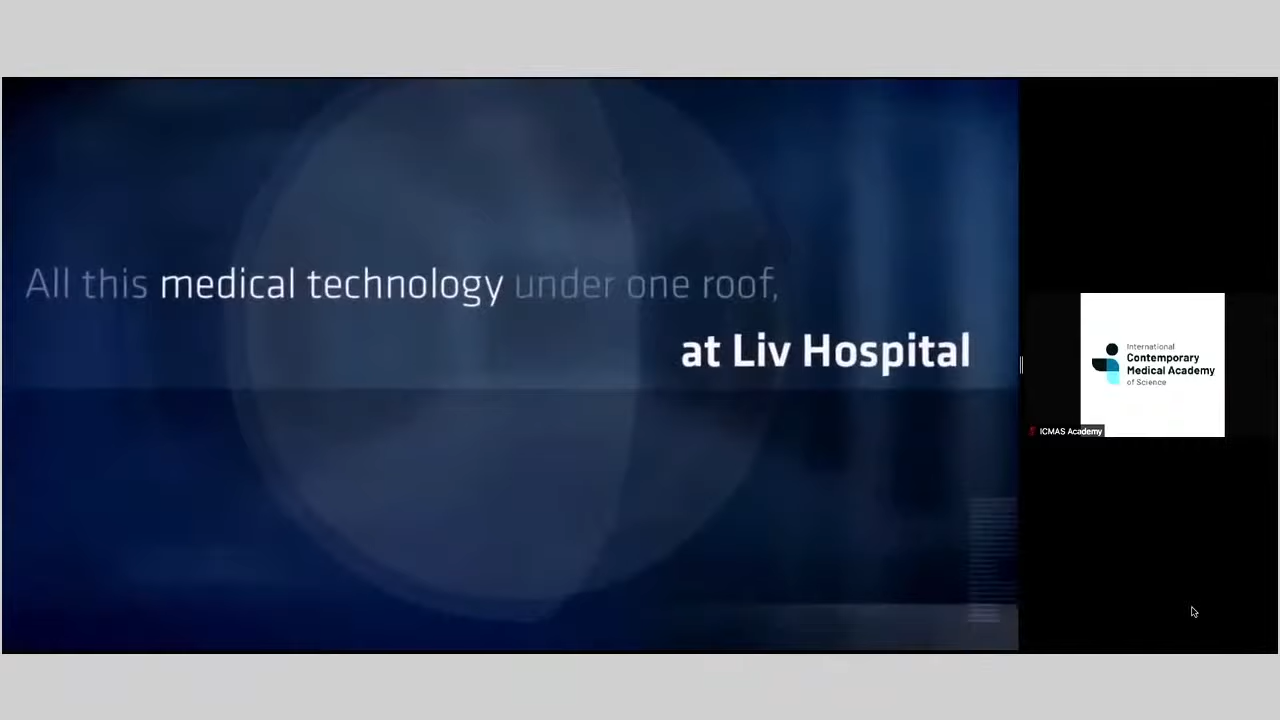 All this medical technology under one roof,
at Liv Hospital
International
Contemporary
Medical Academy
of Science
ICMAS Academy